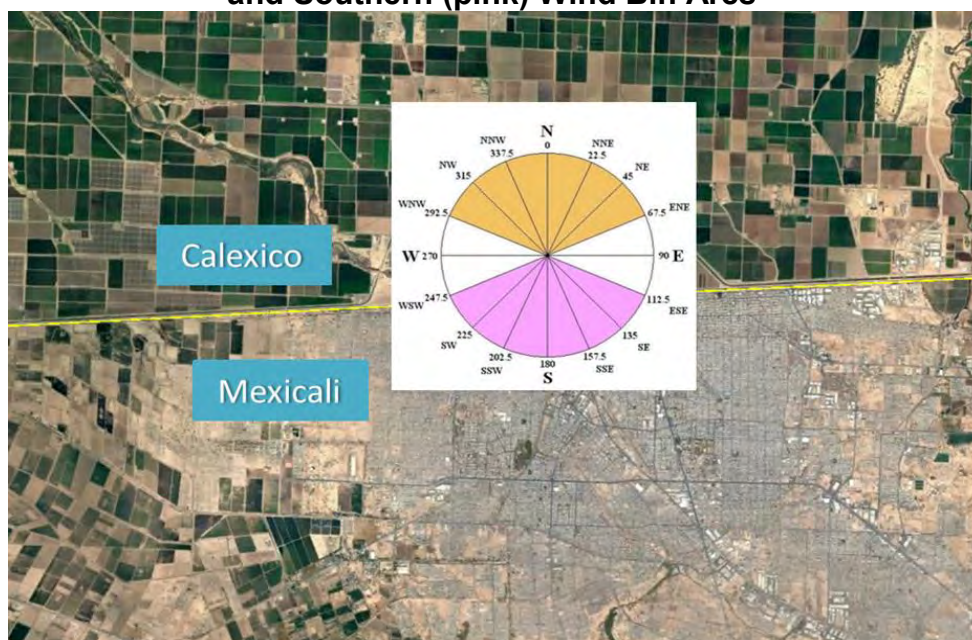 and Southern (pink) Wind Bin Arcs
N
0
NNW
337.5
NNE
22.5
NW
315
NE
45
WNW
292.5
67.5 ENE
Calexico
W 270
90 E
247.5
WSW
112.5
ESE
225
SW
135
SE
202.5
SSW
180
S
157.5
SSE
Mexicali